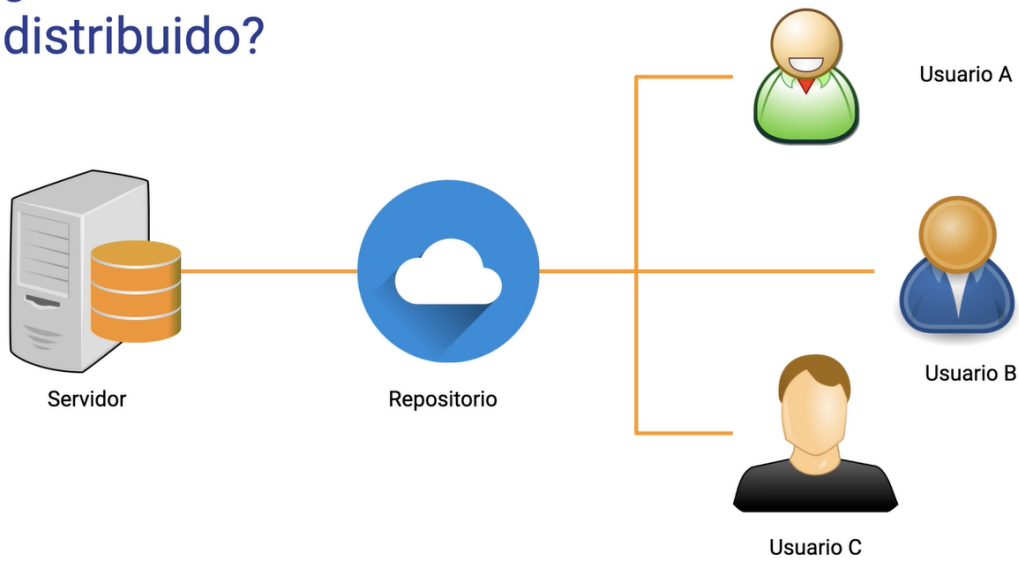 distribuido?
Usuario A
Usuario B
Servidor
Repositorio
Usuario C